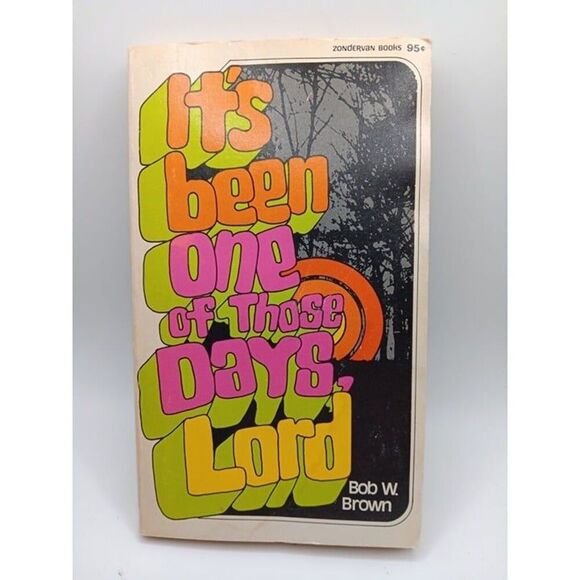 ZONDERVAN BOOKS 95¢
It's
been
one
of Those
Days,
Lord
Bob W.
Brown